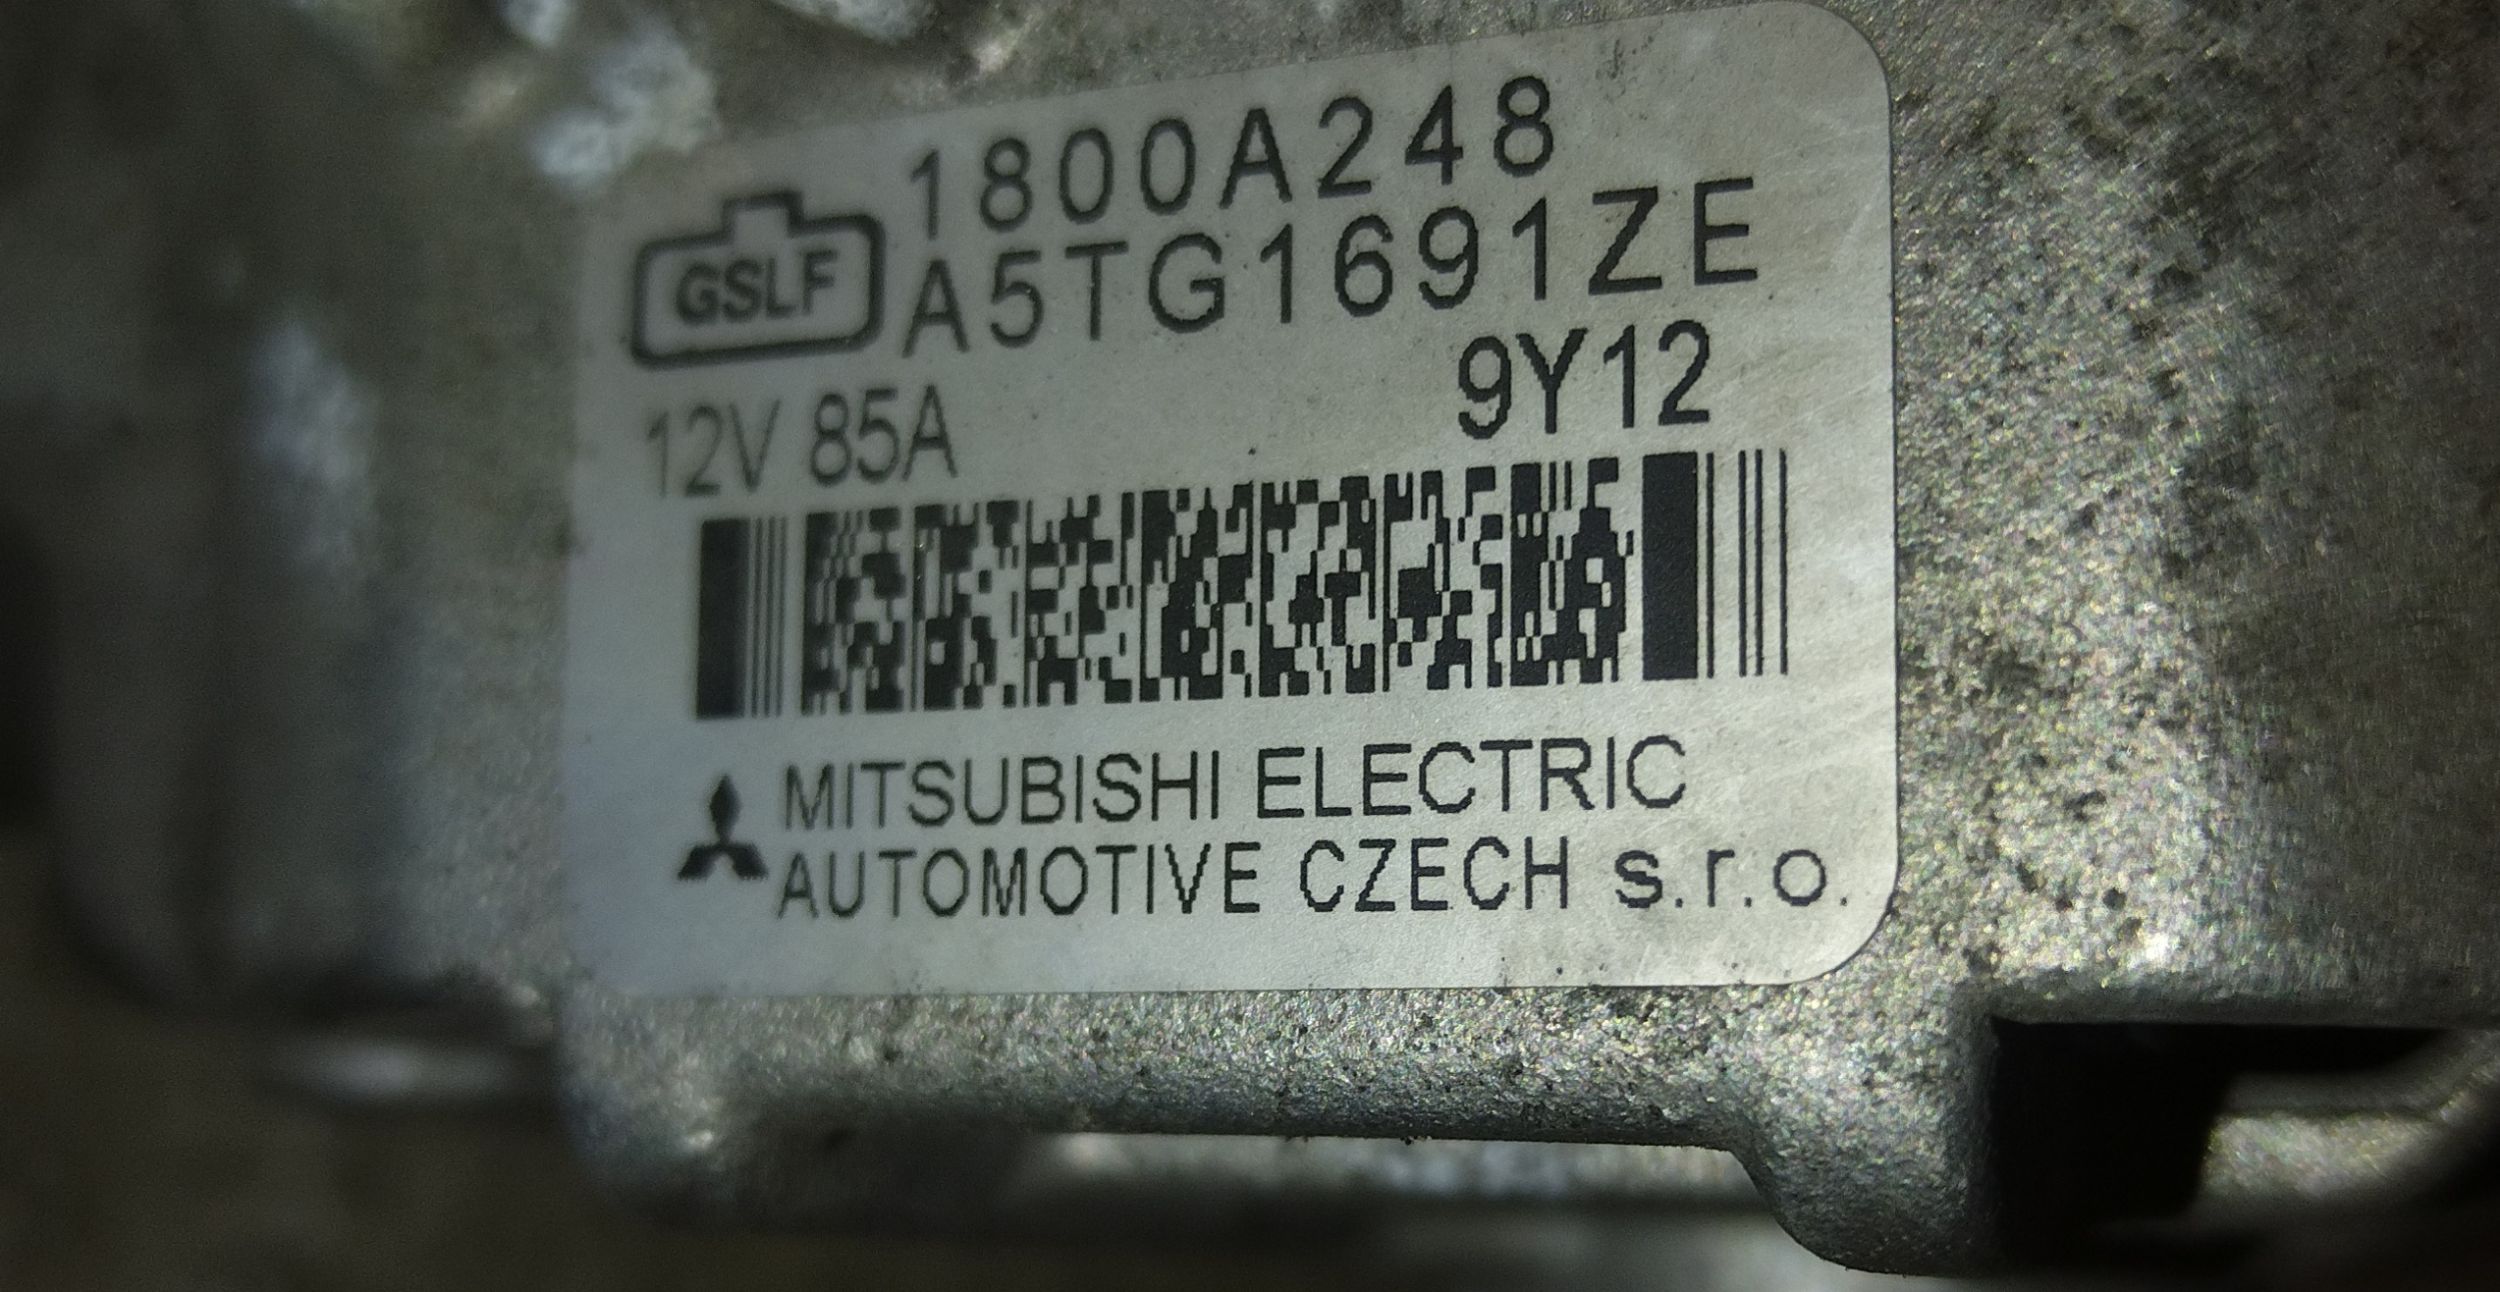 1800A248
GSLF
A5TG1691ZE
12V 85A
9Y12
MITSUBISHI ELECTRIC
AUTOMOTIVE CZECH s.r.o.